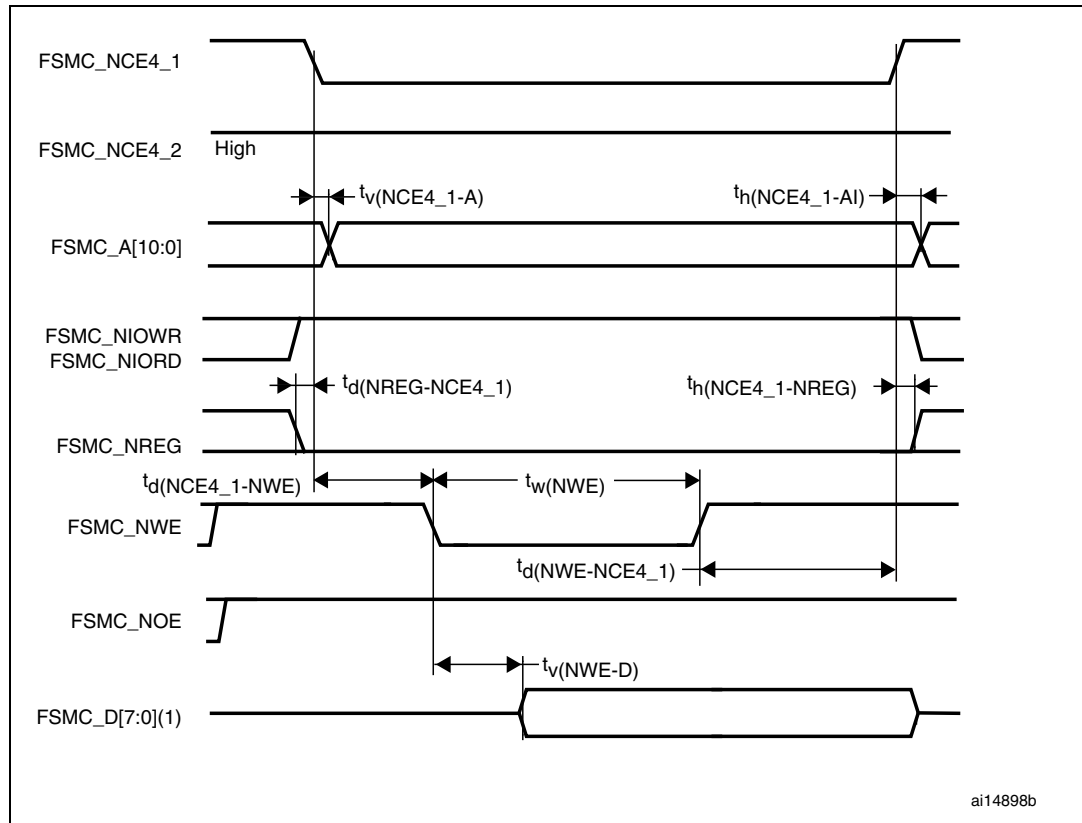 FSMC_NCE4_1
FSMC_NCE4_2
High
tv(NCE4_1-A)
th(NCE4_1-AI)
FSMC_A[10:0]
FSMC_NIOWR
FSMC_NIORD
td(NREG-NCE4_1)
th(NCE4_1-NREG)
FSMC_NREG
td(NCE4_1-NWE)
tw(NWE)
FSMC_NWE
td(NWE-NCE4_1)
FSMC_NOE
tv(NWE-D)
FSMC_D[7:0](1)
ai14898b